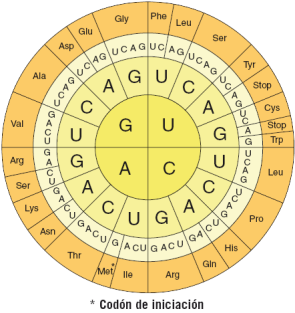 Phe
Leu
Ser
Tyr
Stop
Cys
Stop
Trp
Leu
Pro
His
Gln
Arg
Ile
Met*
Thr
Asn
Lys
Ser
Arg
Val
Ala
Asp
Glu
Gly
U C A G U C A G U C A G U C A G
U C A G U C A G U C A G U C A G
U C A G U C A G U C A G U C A G
U C A G U C A G U C A G U C A G
U C A G U C A G U C A G U C A G
G U
A C
* Codón de iniciación